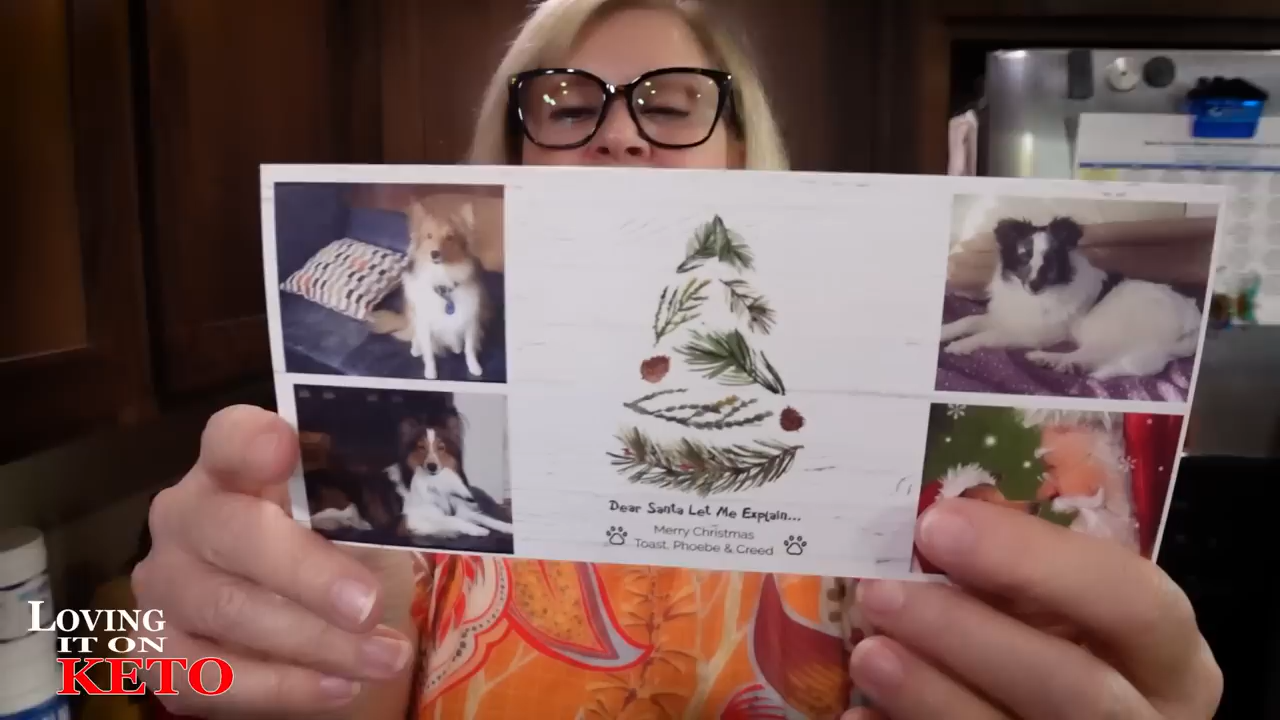 Dear Santa Let Me Explain...
Merry Christmas
Toast, Phoebe & Creed
LOVING
IT ON
KETO